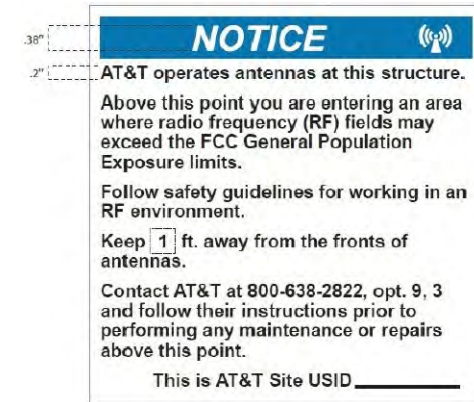 .38"
NOTICE
.2"
AT&T operates antennas at this structure.
Above this point you are entering an area
where radio frequency (RF) fields may
exceed the FCC General Population
Exposure limits.
Follow safety guidelines for working in an
RF environment.
Keep 1 ft. away from the fronts of
antennas.
Contact AT&T at 800-638-2822, opt. 9, 3
and follow their instructions prior to
performing any maintenance or repairs
above this point.
This is AT&T Site USID